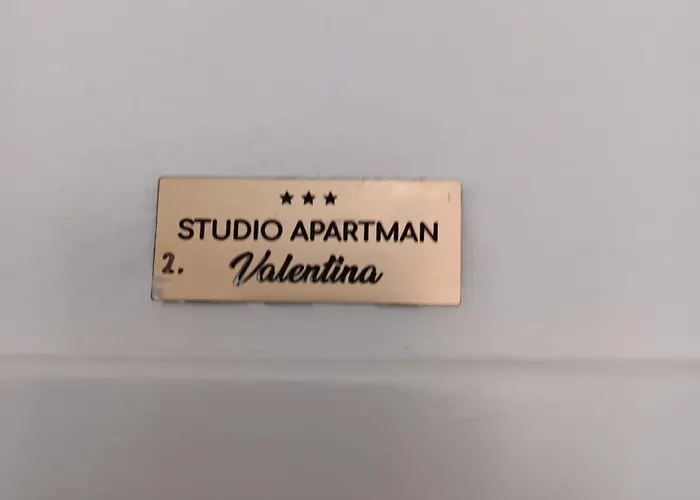 ★★★
STUDIO APARTMAN
2. Valentina